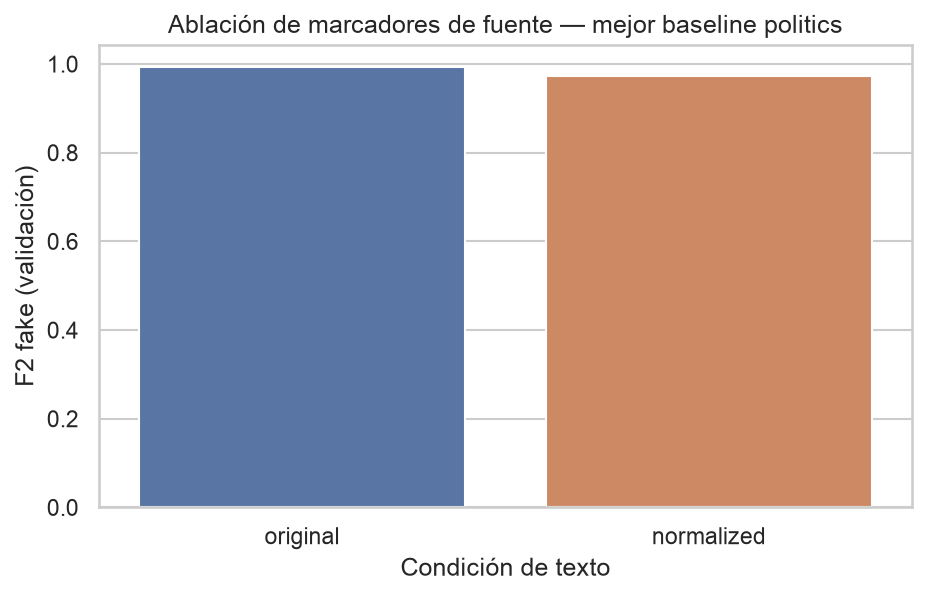 Ablación de marcadores de fuente — mejor baseline politics
F2 fake (validación)
1.0
0.8
0.6
0.4
0.2
0.0
original normalized
Condición de texto